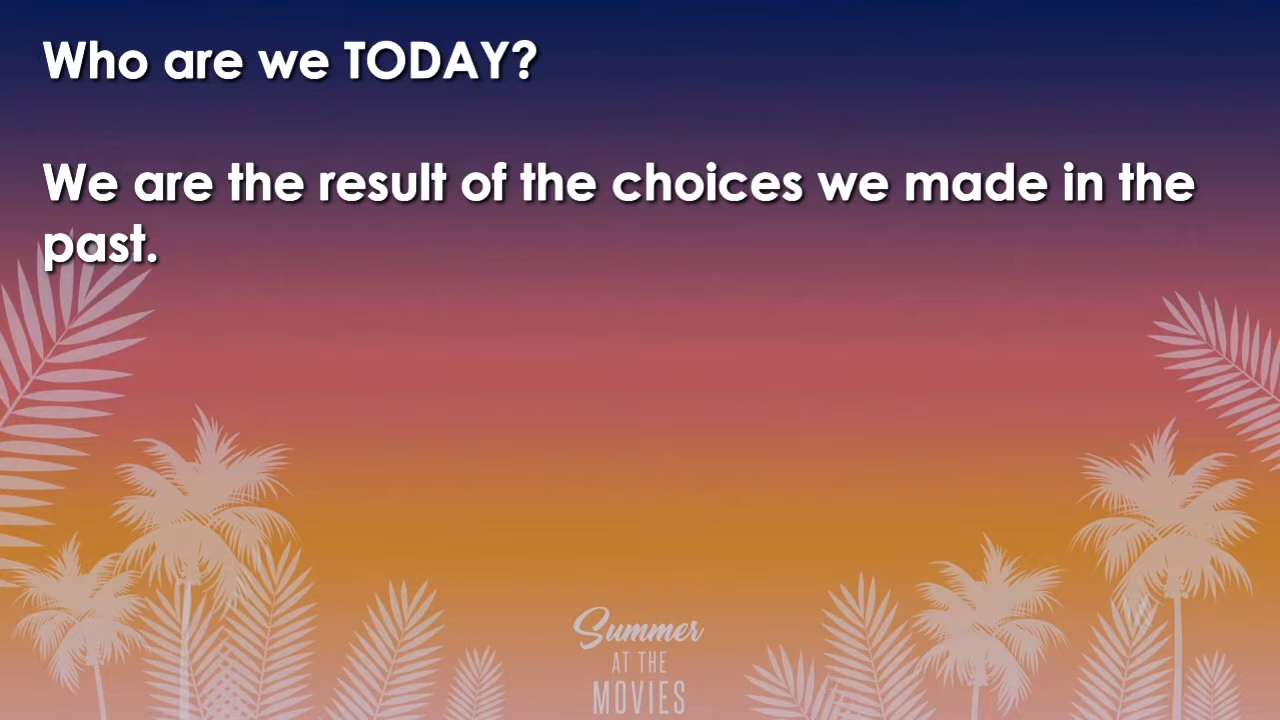 Who are we TODAY?
We are the result of the choices we made in the
past.
Summer
AT THE
MOVIES